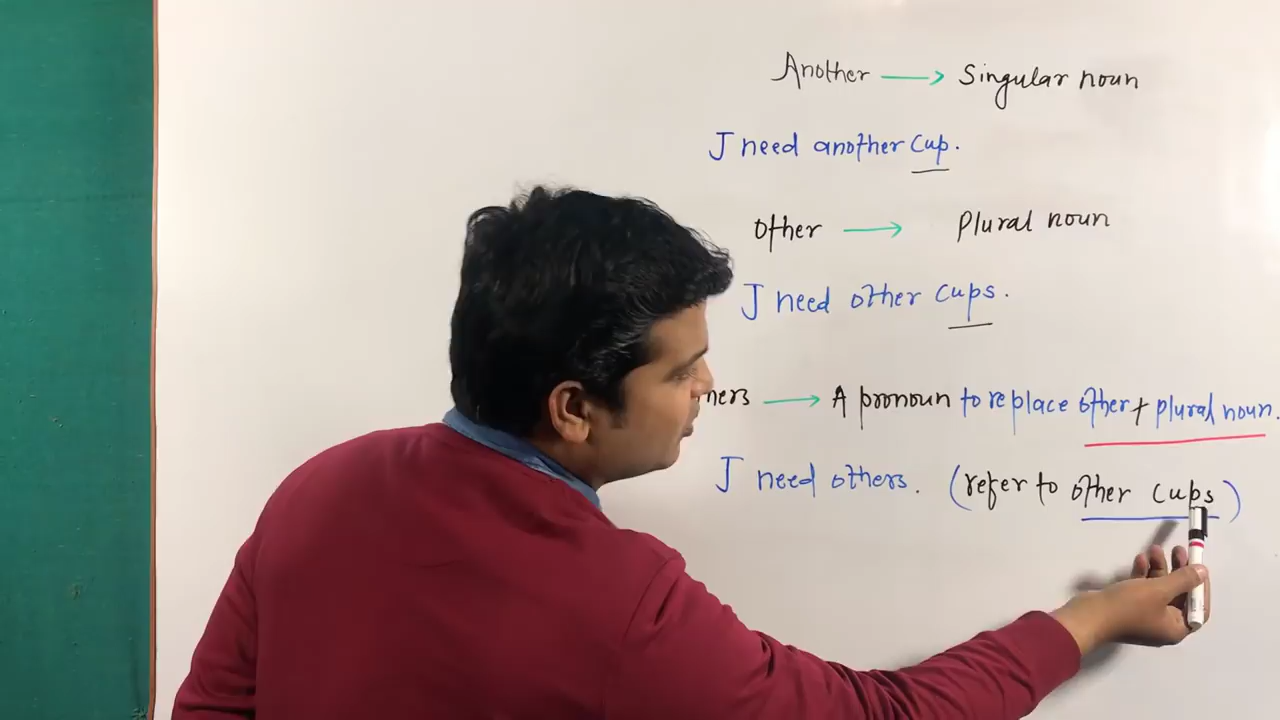 Another → Singular noun
I need another cup.
other → Plural noun
I need other cups.
→ A pronoun to replace other + plural noun.
I need others. (refer to other cups)